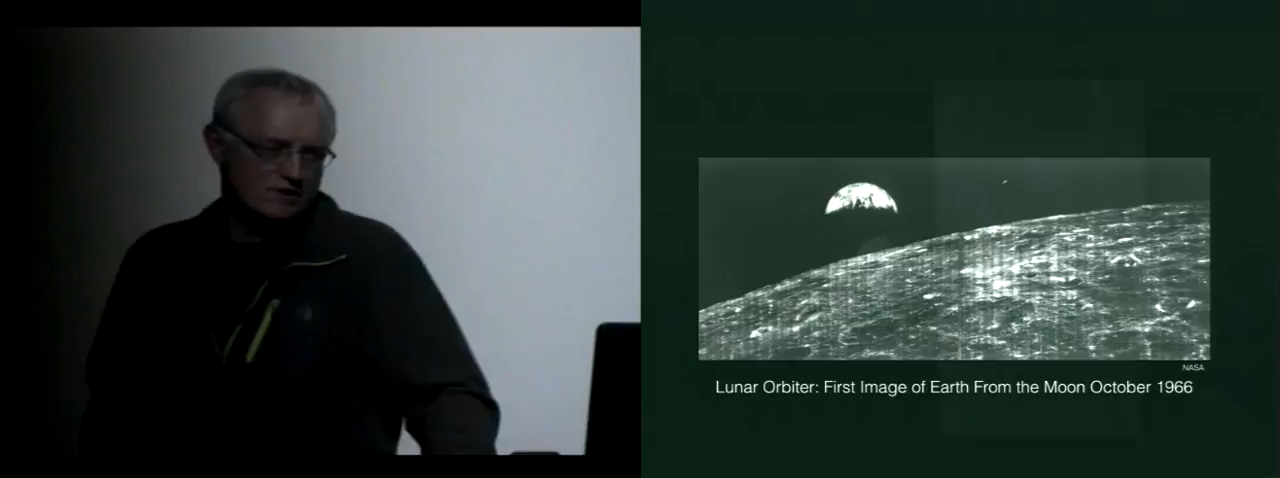 NASA
Lunar Orbiter: First Image of Earth From the Moon October 1966